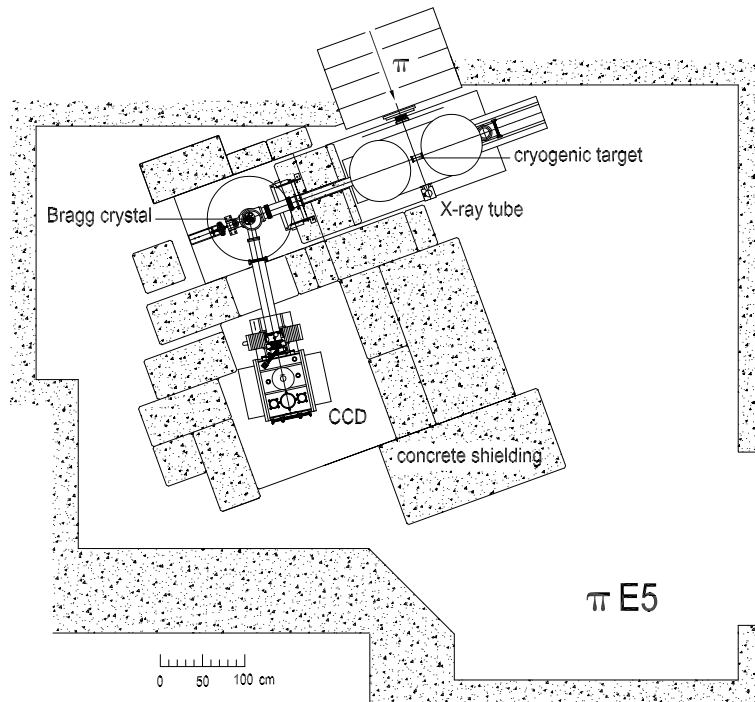 π
cryogenic target
X-ray tube
Bragg crystal
CCD
concrete shielding
π E5
0 50 100 cm